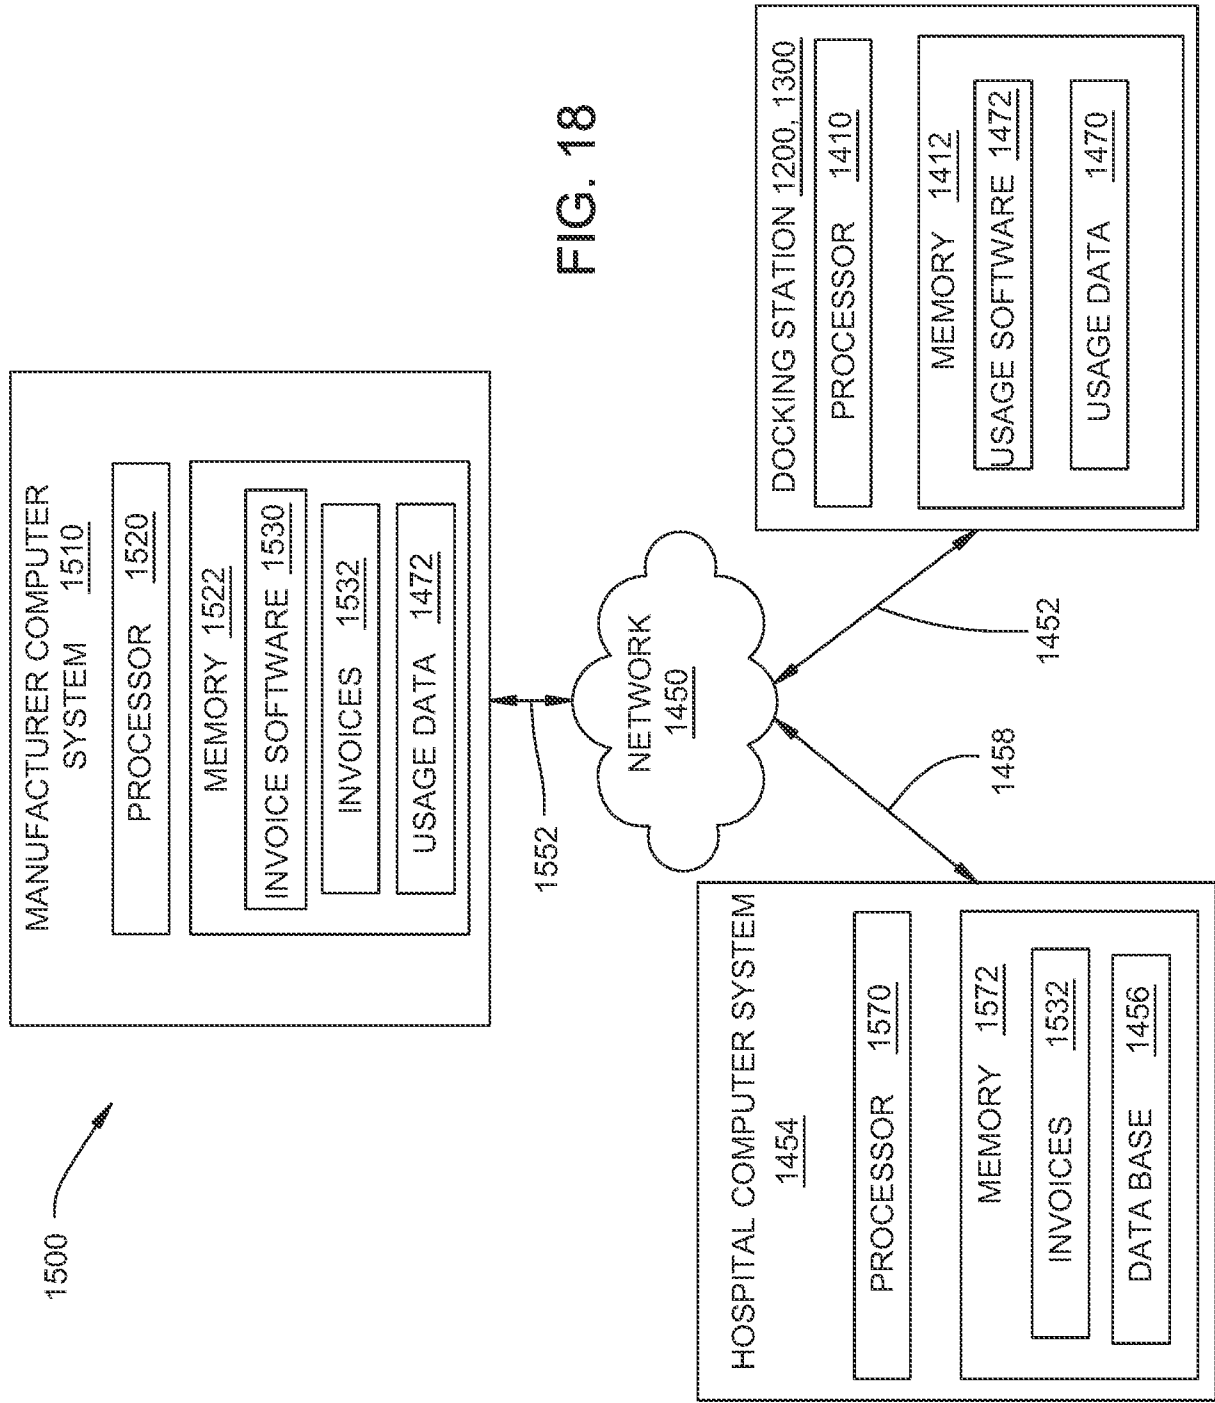 1500
MANUFACTURER COMPUTER
SYSTEM 1510
PROCESSOR 1520
MEMORY 1522
INVOICE SOFTWARE 1530
INVOICES 1532
USAGE DATA 1472
1552
NETWORK
1450
FIG. 18
HOSPITAL COMPUTER SYSTEM
1454
PROCESSOR 1570
MEMORY 1572
INVOICES 1532
DATA BASE 1456
1458
1452
DOCKING STATION 1200, 1300
PROCESSOR 1410
MEMORY 1412
USAGE SOFTWARE 1472
USAGE DATA 1470